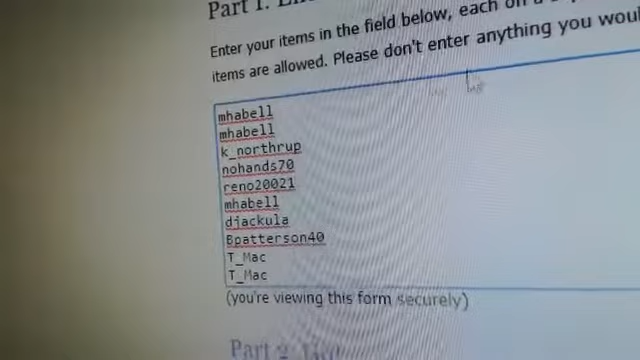 Part 1.
Enter your items in the field below, each on a
items are allowed. Please don't enter anything you would
mhabell
mhabell
k_northrup
nohands70
reno20021
mhabell
djackula
Bpatterson40
T_Mac
T_Mac
(you're viewing this form securely)
Part 2